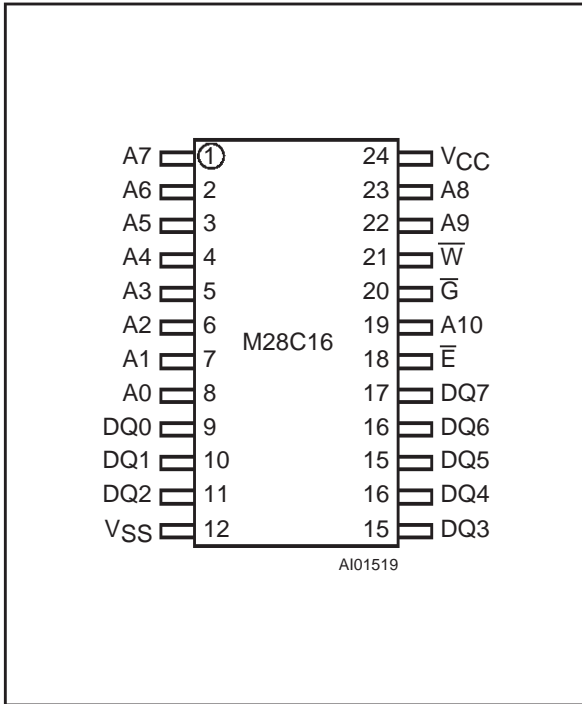 A7 1 24 VCC
A6 2 23 A8
A5 3 22 A9
A4 4 21 W̅
A3 5 20 G̅
A2 6 19 A10
M28C16
A1 7 18 E̅
A0 8 17 DQ7
DQ0 9 16 DQ6
DQ1 10 15 DQ5
DQ2 11 16 DQ4
VSS 12 15 DQ3
AI01519